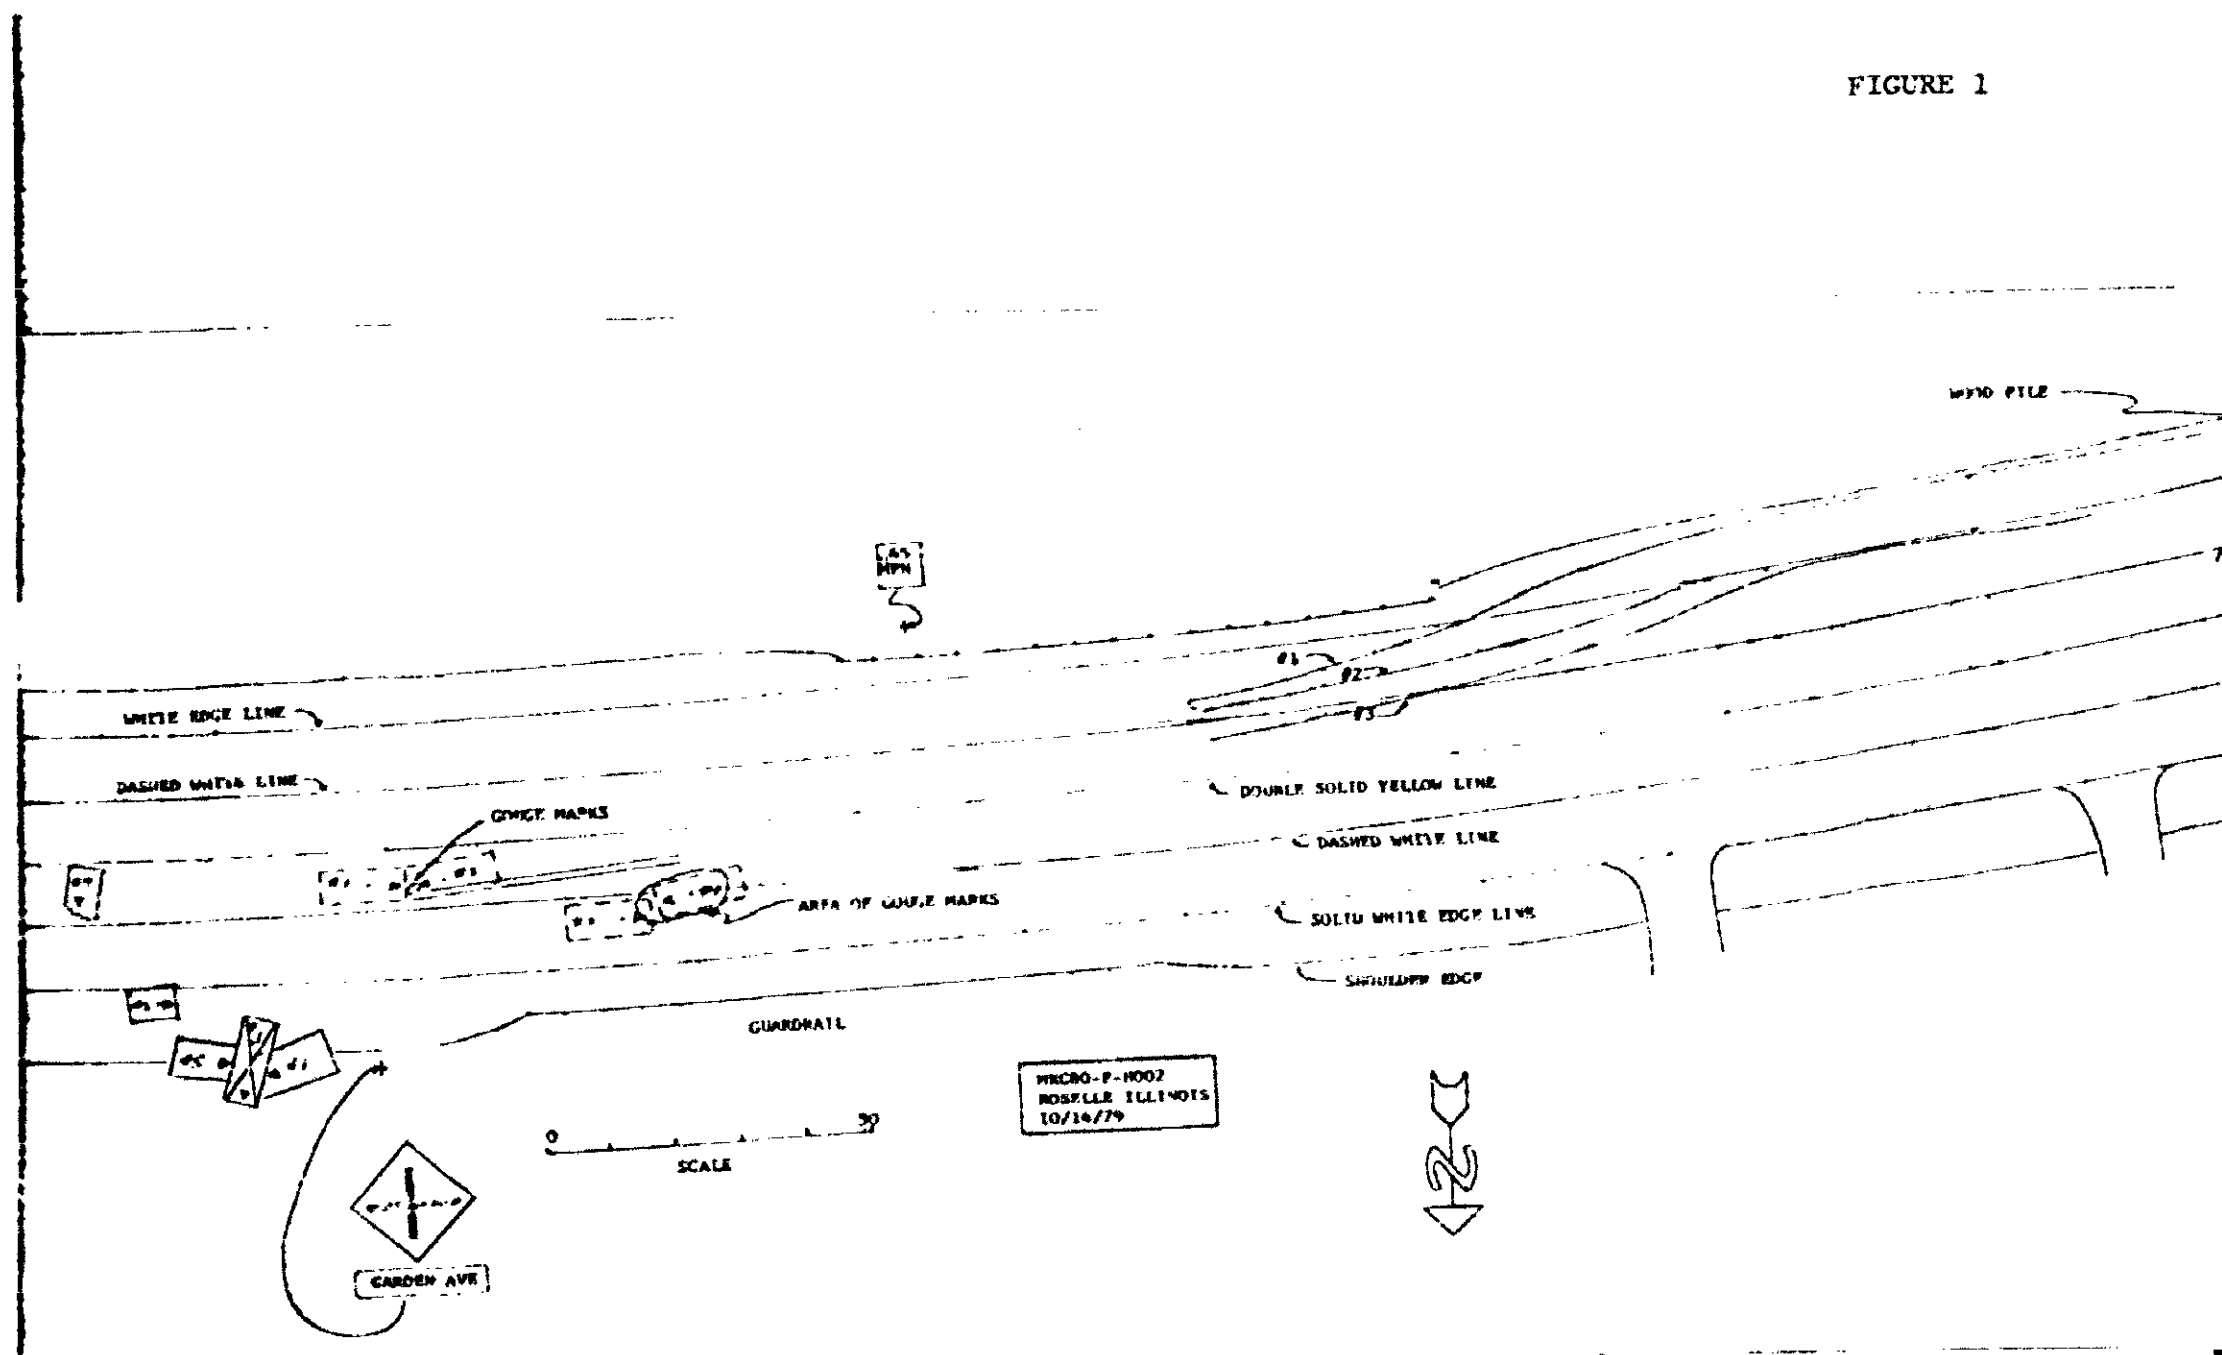 FIGURE 1
WOOD PILE
45
MPH
#1
#2
#3
WHITE EDGE LINE
DASHED WHITE LINE
GOUGE MARKS
DOUBLE SOLID YELLOW LINE
DASHED WHITE LINE
AREA OF GOUGE MARKS
SOLID WHITE EDGE LINE
SHOULDER EDGE
GUARDRAIL
ROSELLE ILLINOIS
10/14/79
0
50
SCALE
GARDEN AVE